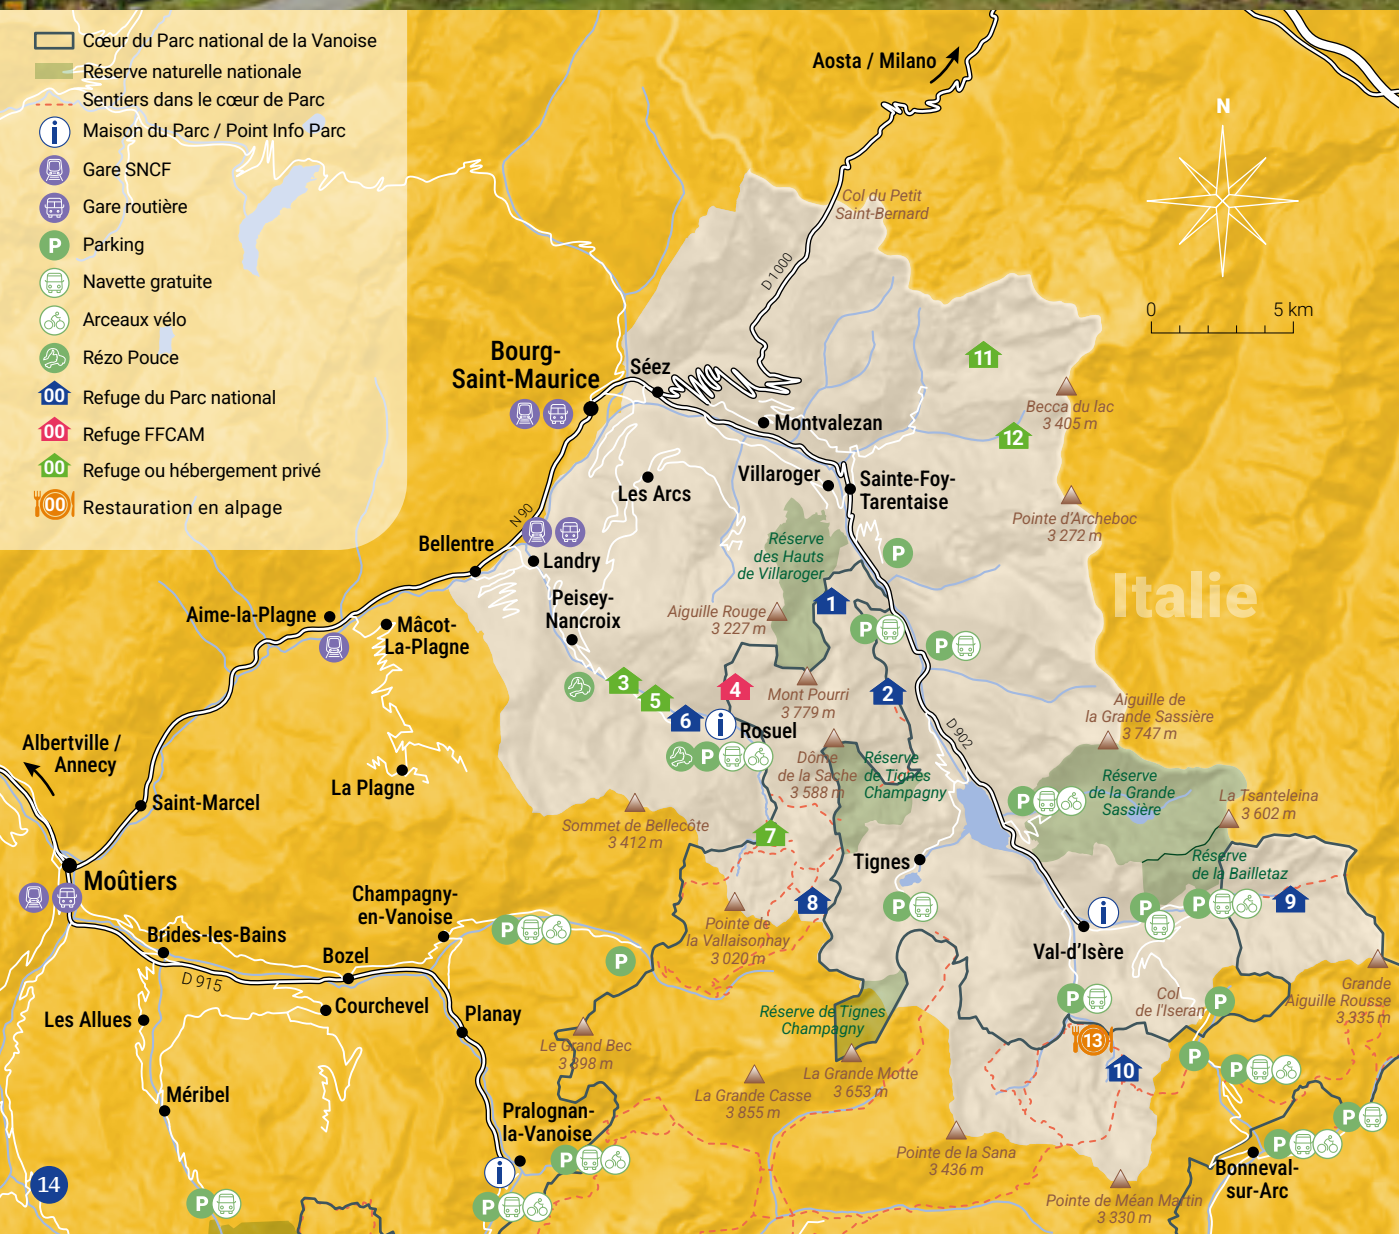 Cœur du Parc national de la Vanoise
Réserve naturelle nationale
Sentiers dans le cœur de Parc
i Maison du Parc / Point Info Parc
Gare SNCF
Gare routière
P Parking
Navette gratuite
Arceaux vélo
Rézo Pouce
00 Refuge du Parc national
00 Refuge FFCAM
00 Refuge ou hébergement privé
00 Restauration en alpage
Aosta / Milano
N
0 5 km
Col du Petit
Saint-Bernard
D 1000
Bourg-
Saint-Maurice
Séez
Montvalezan
11
Becca du lac
3 405 m
12
Les Arcs
Villaroger
Sainte-Foy-
Tarentaise
Pointe d'Archeboc
3 272 m
N 90
Bellentre
Landry
Réserve
des Hauts
de Villaroger
P
Italie
Peisey-
Nancroix
Aime-la-Plagne
Mâcot-
La-Plagne
Aiguille Rouge
3 227 m
1
P
P
3
5
4
6
i
Rosuel
P
Mont Pourri
3 779 m
2
D 902
Aiguille de
la Grande Sassière
3 747 m
Albertville /
Annecy
La Plagne
Saint-Marcel
Dôme
de la Sache
3 588 m
Réserve
de Tignes
Champagny
P
Réserve
de la Grande
Sassière
La Tsanteleina
3 602 m
Sommet de Bellecôte
3 412 m
7
Tignes
P
Réserve
de la Bailletaz
Moûtiers
Champagny-
en-Vanoise
P
Pointe de
la Vallaisonnay
3 020 m
8
i
Val-d'Isère
P
P
9
Brides-les-Bains
Bozel
D 915
P
Les Allues
Courchevel
Planay
Réserve de Tignes
Champagny
P
Col
de l'Iseran
P
Grande
Aiguille Rousse
3 335 m
Le Grand Bec
3 398 m
La Grande Motte
3 653 m
La Grande Casse
3 855 m
13
10
P
P
Méribel
Pralognan-
la-Vanoise
i
P
P
P
Pointe de la Sana
3 436 m
Pointe de Méan Martin
3 330 m
P
P
Bonneval-
sur-Arc
14